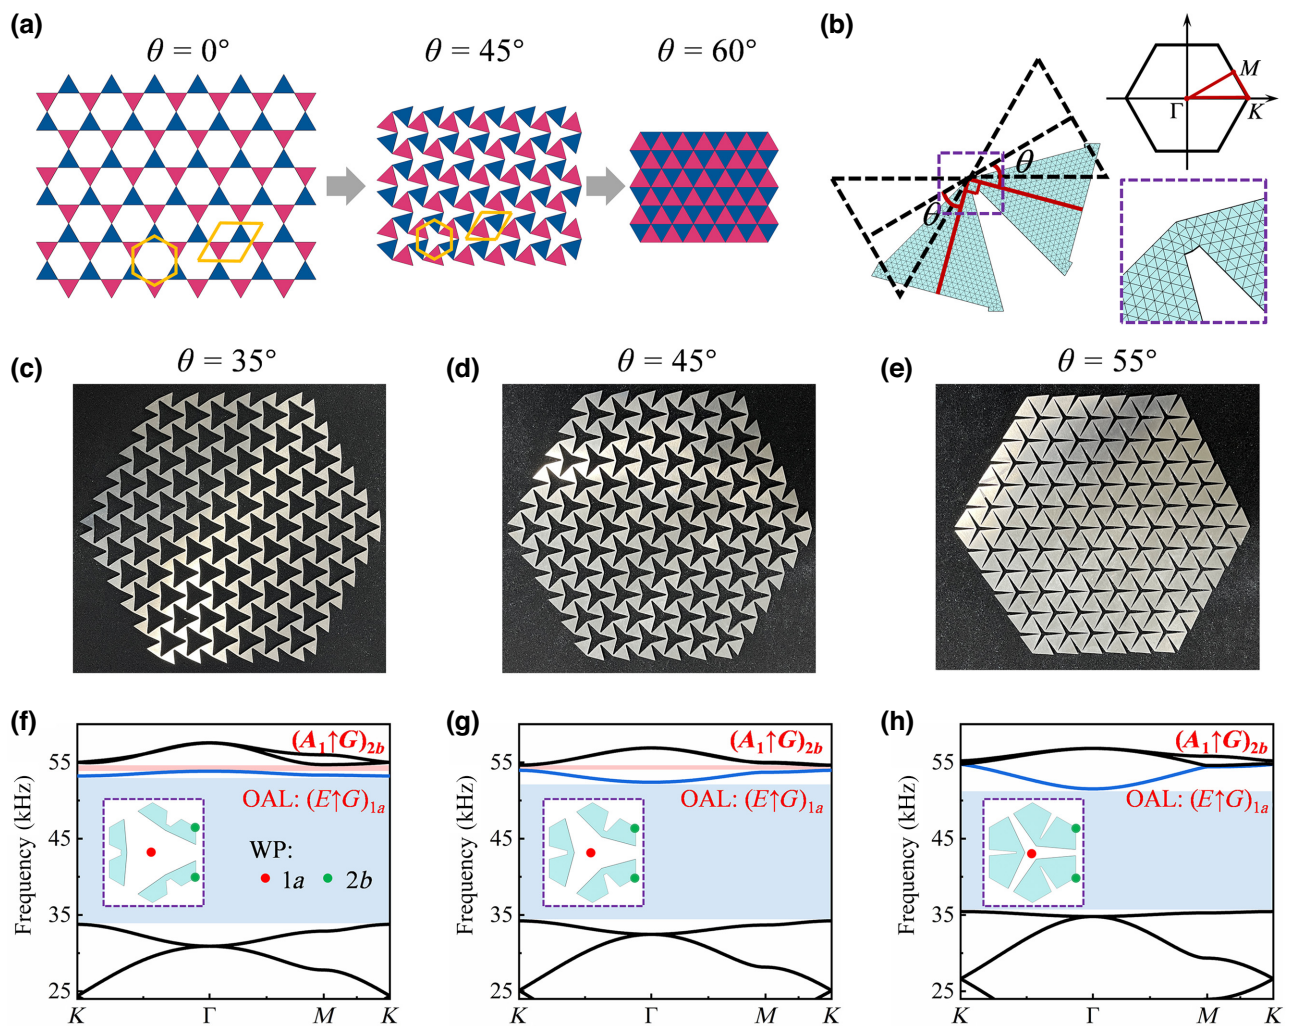 (a)
θ = 0°
θ = 45°
θ = 60°
(b)
θ
θ
M
Γ
K
(c)
θ = 35°
(d)
θ = 45°
(e)
θ = 55°
(f)
Frequency (kHz)
55
45
35
25
(A₁↑G)₂b
OAL: (E↑G)₁a
WP:
1a
2b
K
Γ
M
K
(g)
Frequency (kHz)
55
45
35
25
(A₁↑G)₂b
OAL: (E↑G)₁a
K
Γ
M
K
(h)
Frequency (kHz)
55
45
35
25
(A₁↑G)₂b
OAL: (E↑G)₁a
K
Γ
M
K